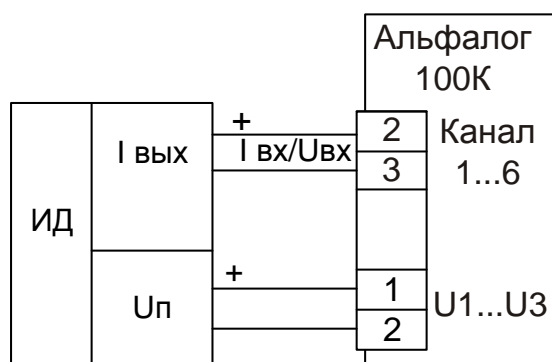 Альфалог
100К
+
I вых
I вх/Uвх
2
3
Канал
1...6
ИД
+
Uп
1
2
U1...U3